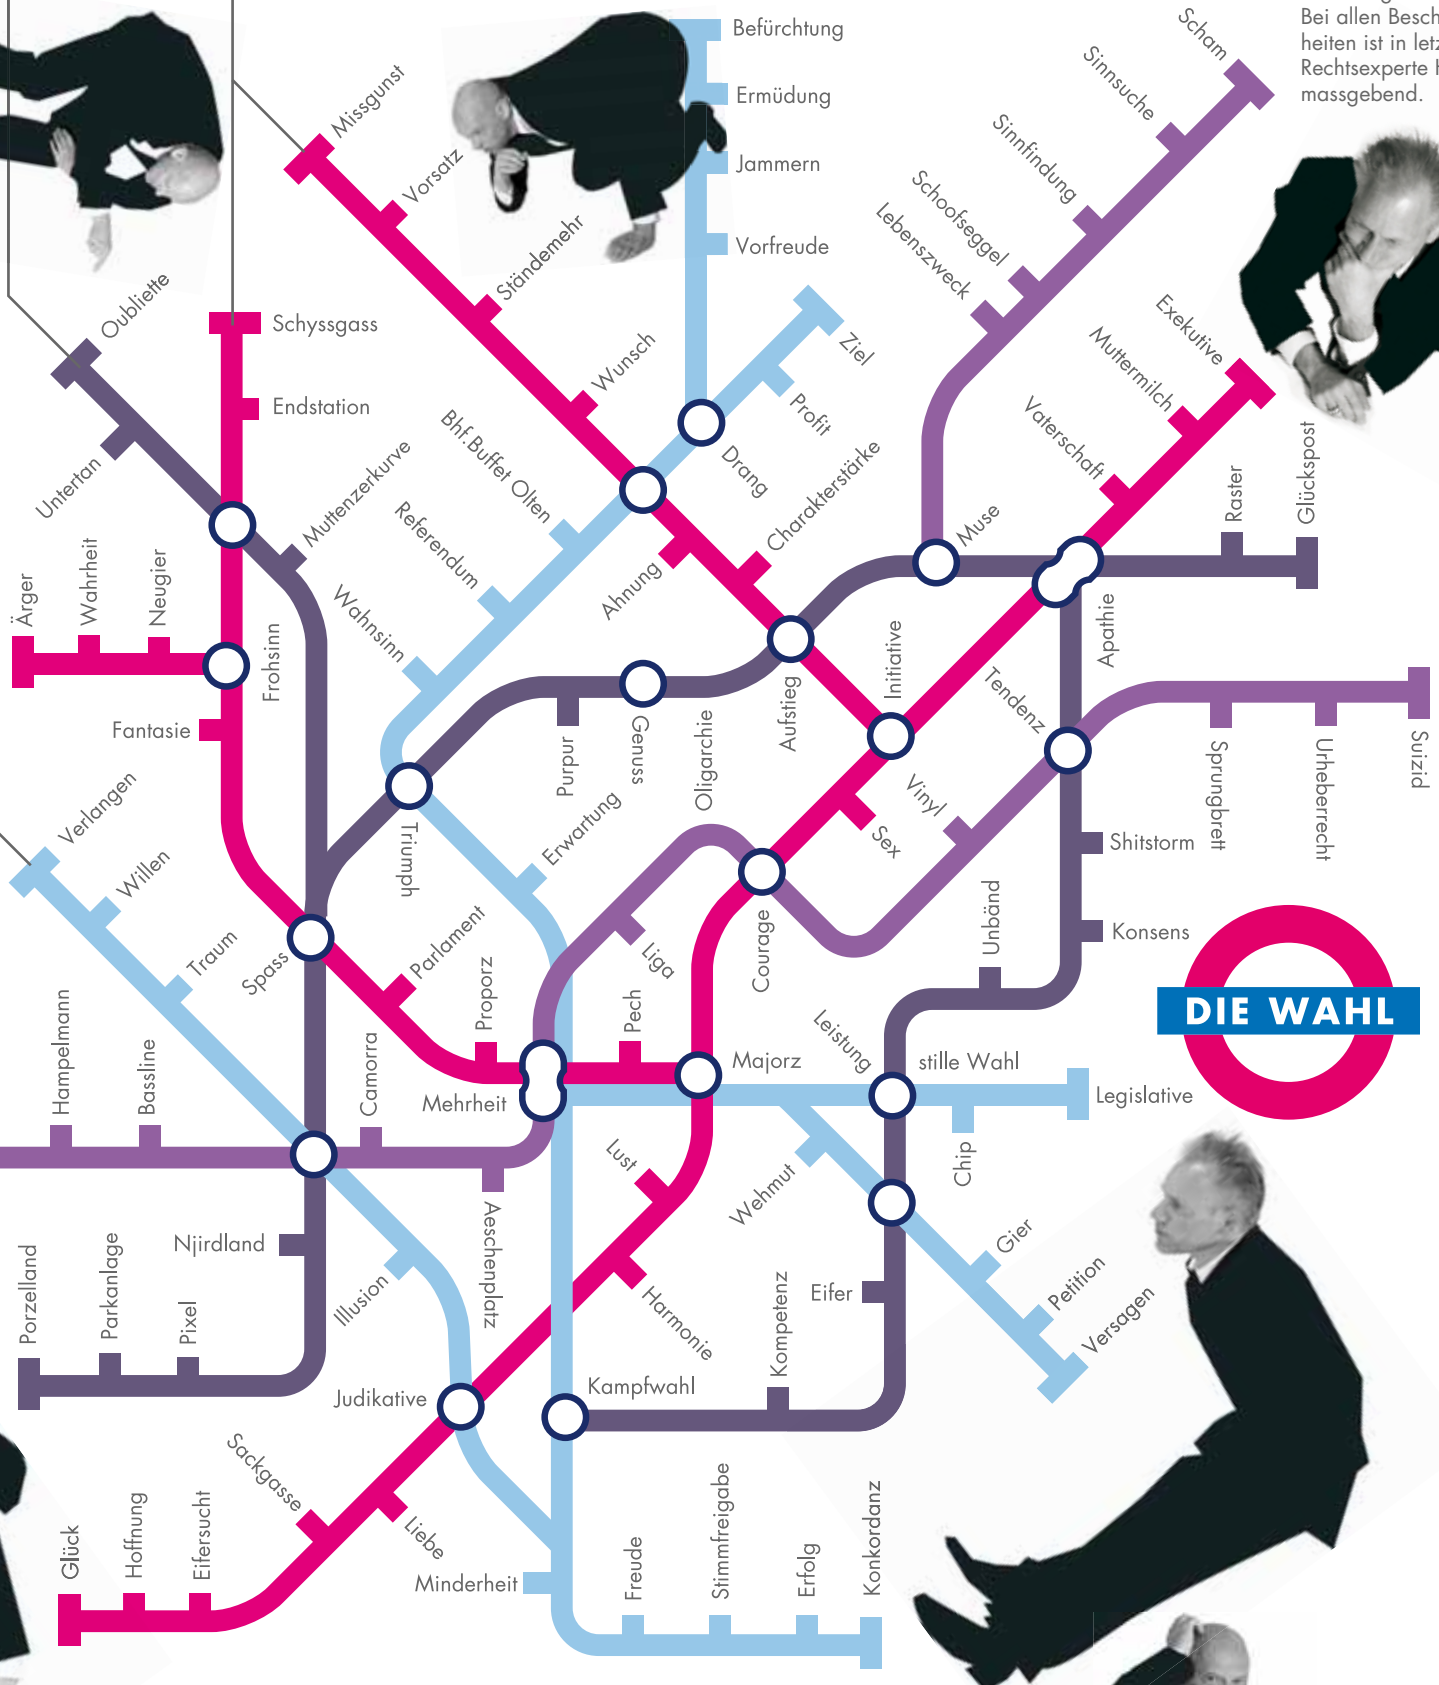 Bei allen Besch
heiten ist in letz
Rechtsexperte h
massgebend.
Befürchtung
Ermüdung
Jammern
Vorfreude
Scham
Sinnsuche
Sinnfindung
Schoofseggel
Lebenszweck
Missgunst
Vorsatz
Ständemehr
Wunsch
Oubliette
Untertan
Schyssgass
Endstation
Muttenzerkurve
Ziel
Profit
Drang
Bhf.Buffet Olten
Referendum
Wahnsinn
Charakterstärke
Ahnung
Exekutive
Muttermilch
Vaterschaft
Muse
Raster
Glückspost
Apathie
Ärger
Wahrheit
Neugier
Frohsinn
Fantasie
Purpur
Genuss
Oligarchie
Aufstieg
Initiative
Tendenz
Vinyl
Sex
Sprungbrett
Urheberrecht
Suizid
Verlangen
Willen
Traum
Triumph
Erwartung
Shitstorm
Konsens
Unbänd
Spass
Parlament
Proporz
Liga
Pech
Courage
Majorz
Mehrheit
Leistung
stille Wahl
Legislative
Chip
DIE WAHL
Hampelmann
Bassline
Camorra
Aeschenplatz
Lust
Wehmut
Gier
Petition
Versagen
Njirdland
Illusion
Harmonie
Kompetenz
Eifer
Porzelland
Parkanlage
Pixel
Judikative
Kampfwahl
Sackgasse
Liebe
Glück
Hoffnung
Eifersucht
Minderheit
Freude
Stimmfreigabe
Erfolg
Konkordanz